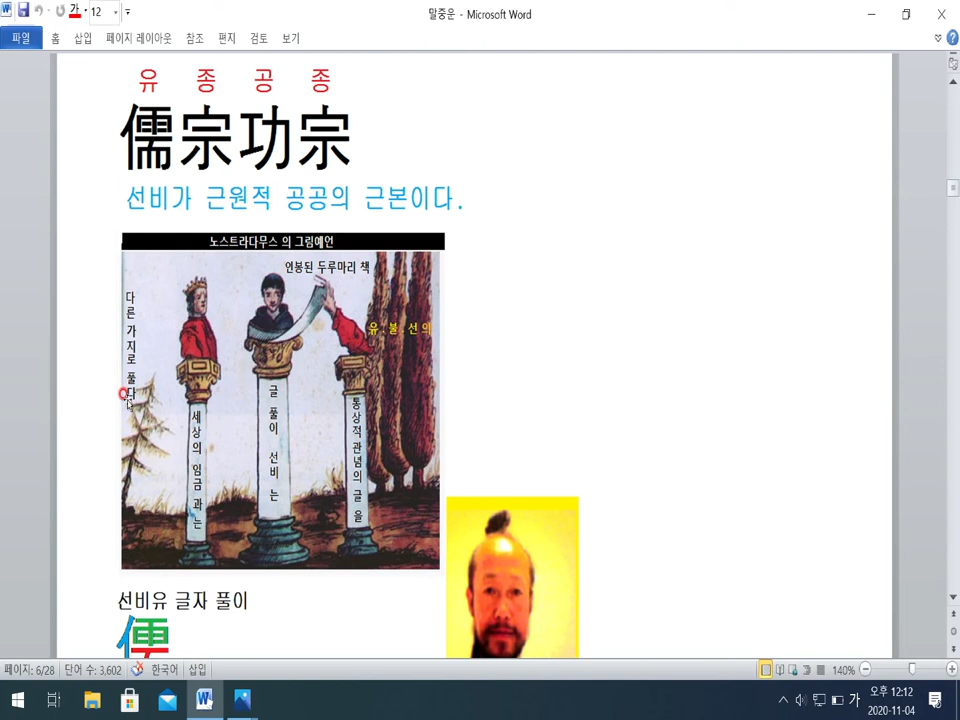 말중운 - Microsoft Word
가 12
파일 홈 삽입 페이지 레이아웃 참조 편지 검토 보기
유 종 공 종
儒宗功宗
선비가 근원적 공공의 근본이다.
노스트라다무스 의 그림예언
연봉된 두루마리 책
유.불.선 의
다른 가지로 풀다
세상의 임금 과 는
글 풀이 선비 는
통상적관념의 글 을
선비유 글자 풀이
儒
페이지: 6/28 단어 수: 3,602 한국어 삽입 140%
가 오후 12:12
2020-11-04